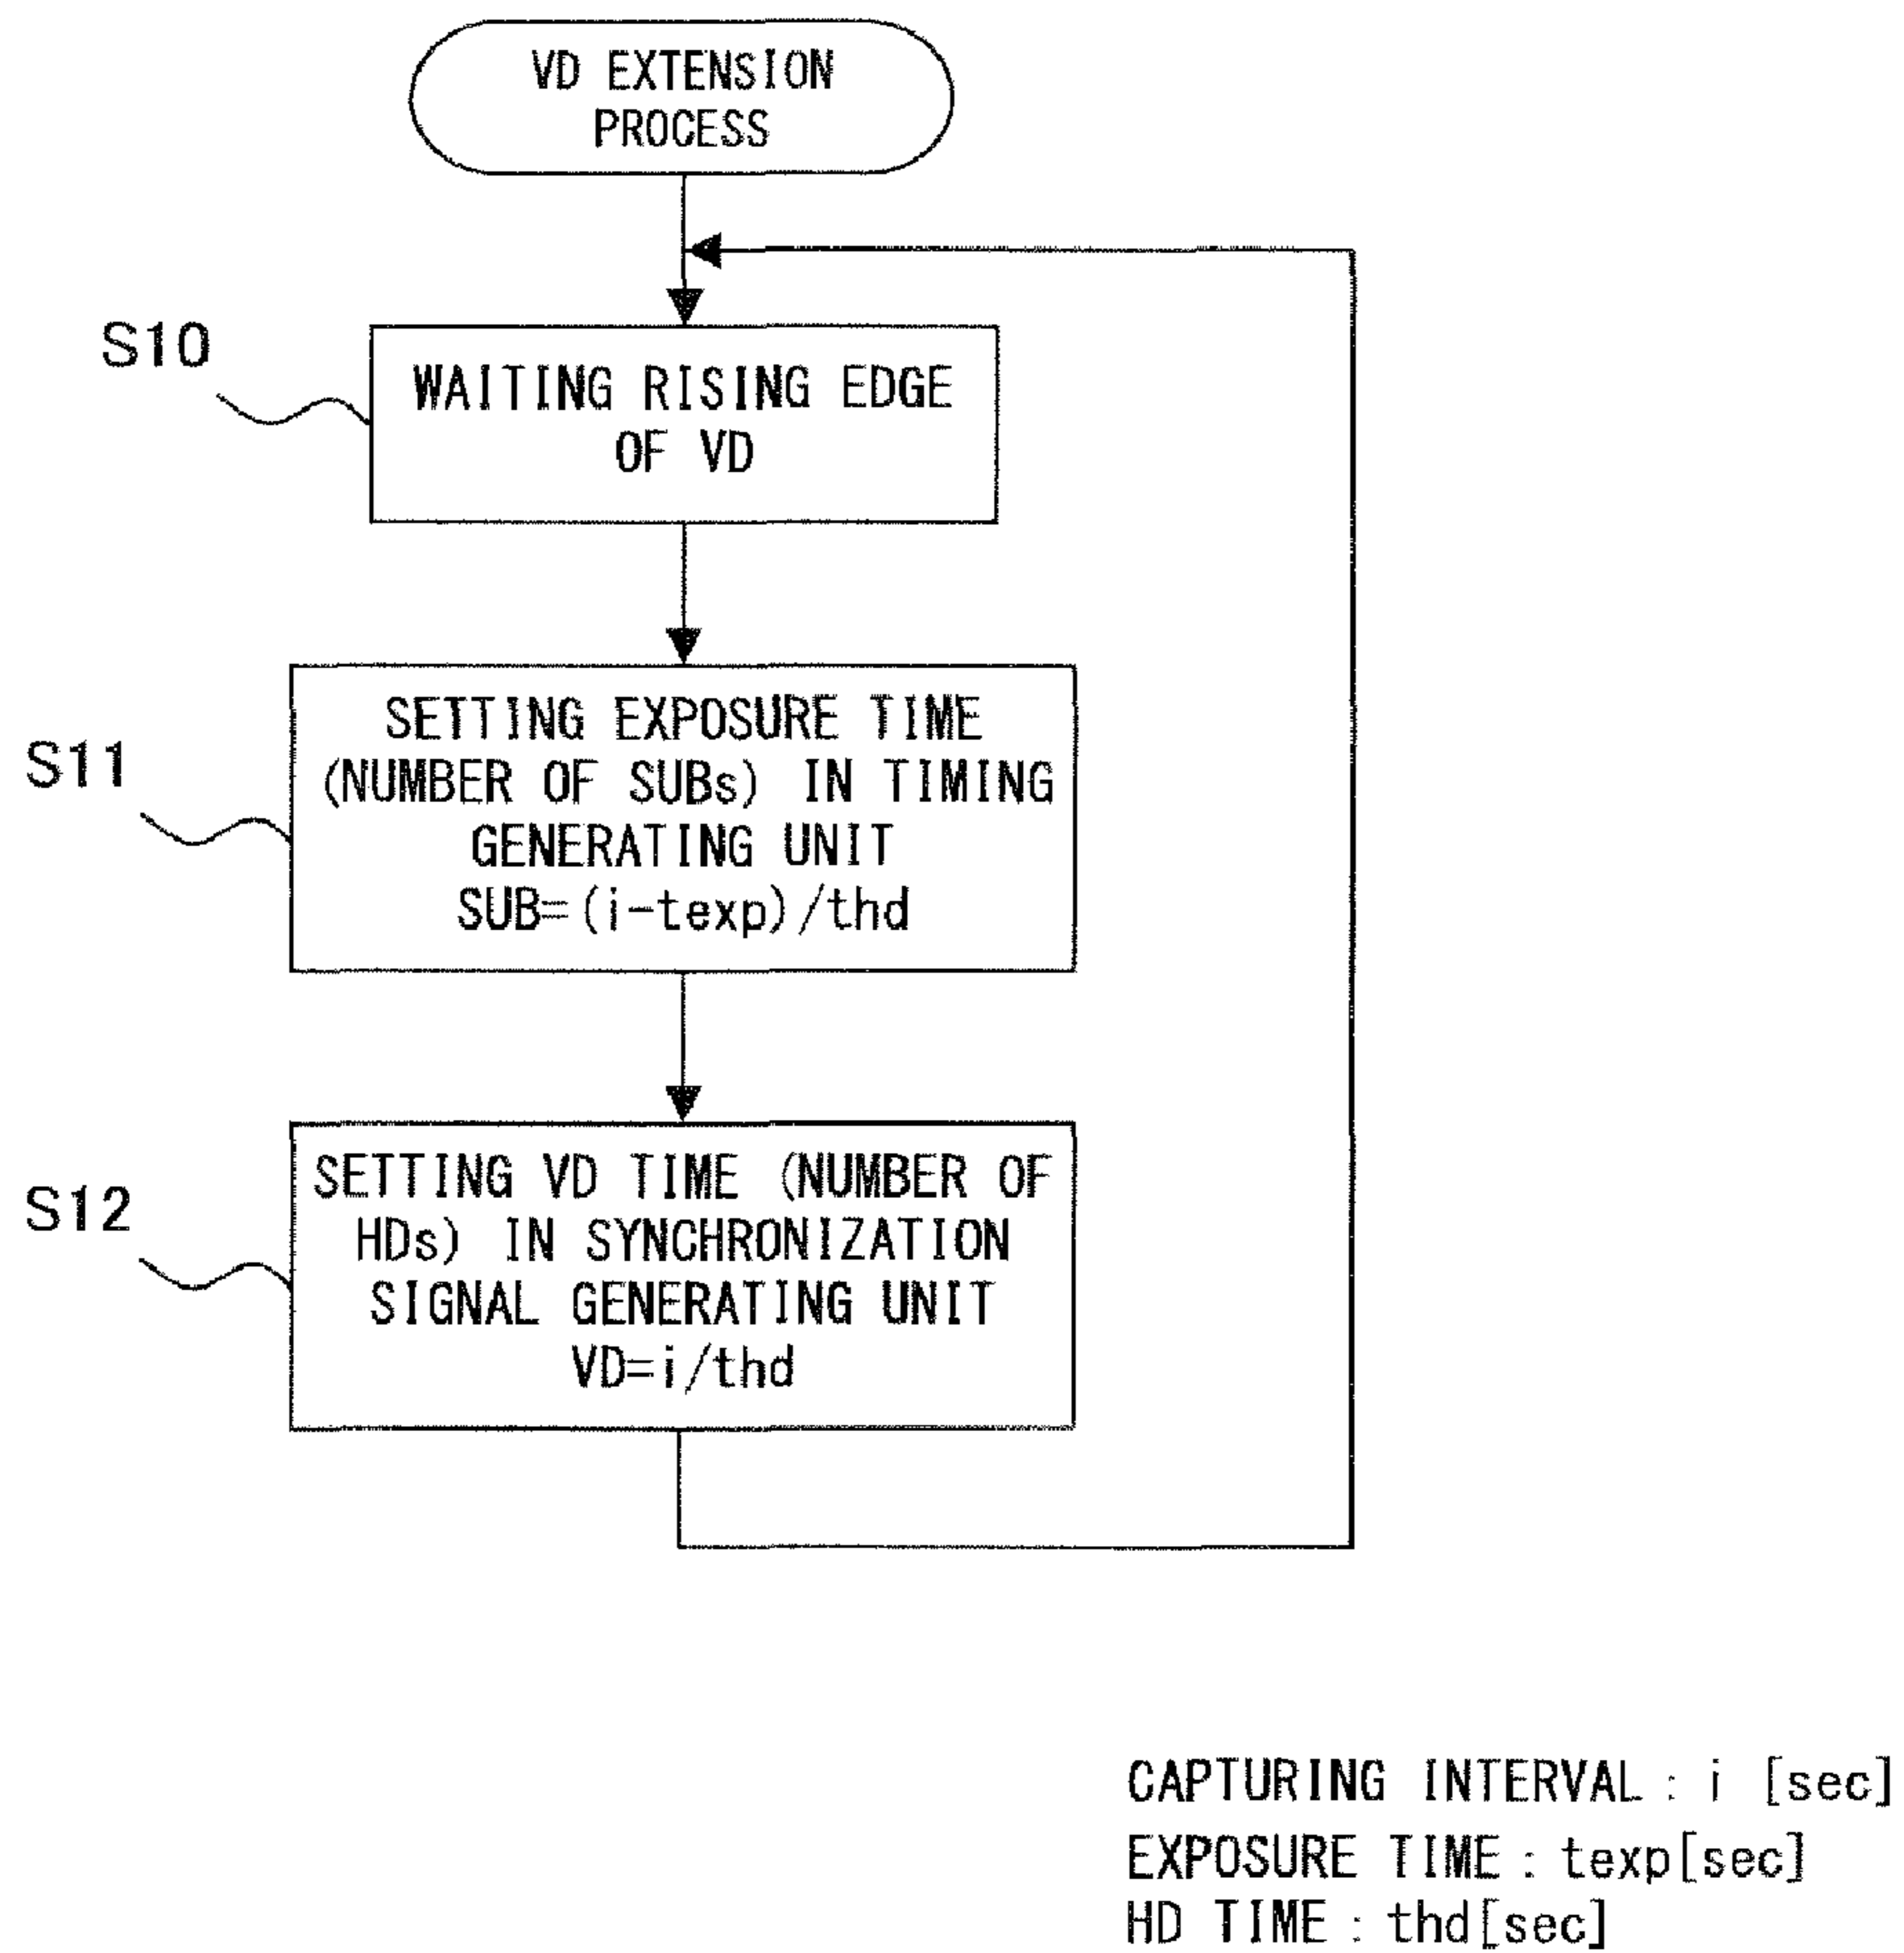 VD EXTENSION
PROCESS
S10
WAITING RISING EDGE
OF VD
S11
SETTING EXPOSURE TIME
(NUMBER OF SUBs) IN TIMING
GENERATING UNIT
SUB=(i-texp)/thd
S12
SETTING VD TIME (NUMBER OF
HDs) IN SYNCHRONIZATION
SIGNAL GENERATING UNIT
VD=i/thd
CAPTURING INTERVAL : i [sec]
EXPOSURE TIME : texp[sec]
HD TIME : thd[sec]